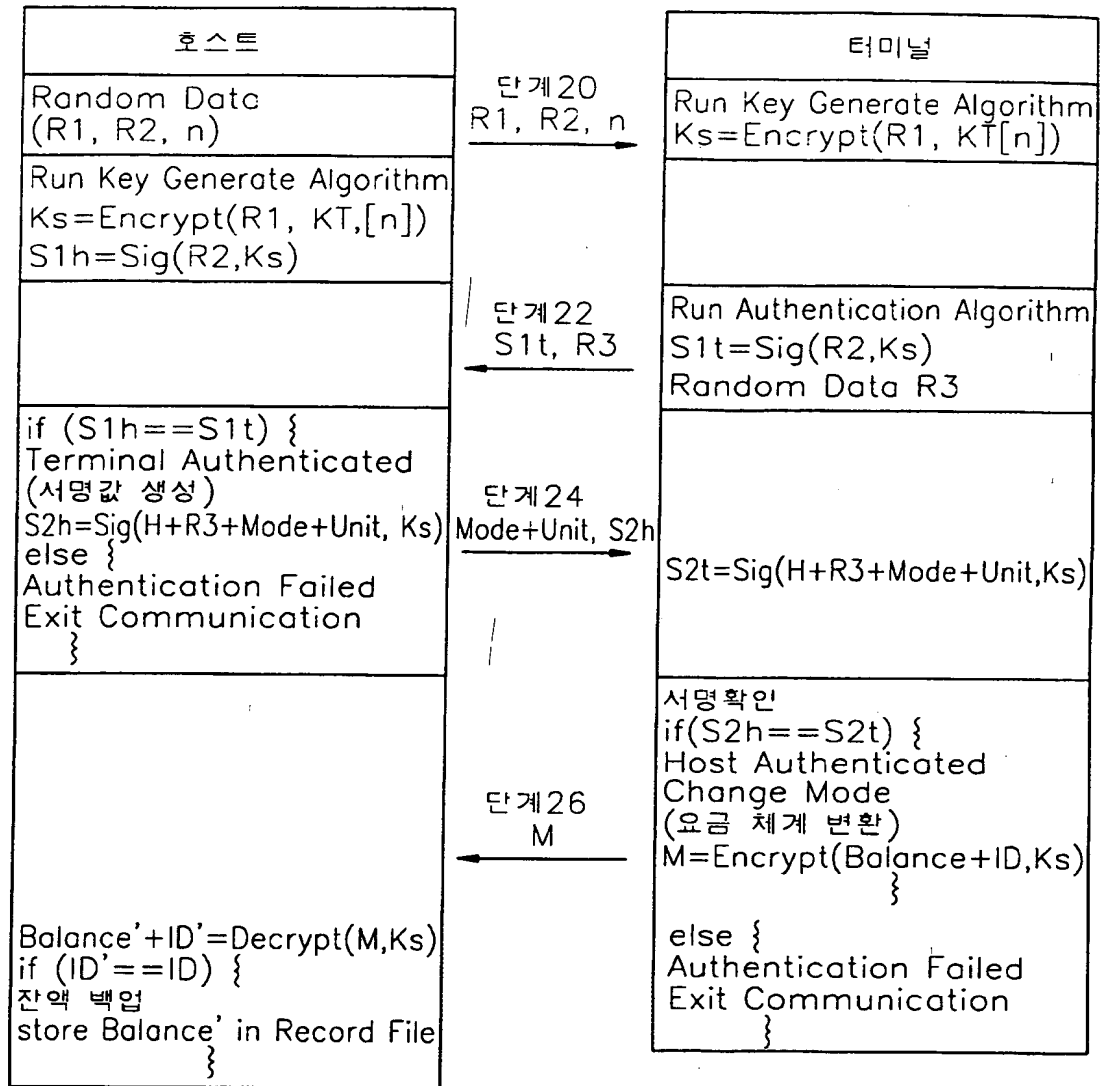 호스트
Random Data
(R1, R2, n)
Run Key Generate Algorithm
Ks=Encrypt(R1, KT,[n])
S1h=Sig(R2,Ks)
if (S1h==S1t) {
Terminal Authenticated
(서명값 생성)
S2h=Sig(H+R3+Mode+Unit, Ks)
else {
Authentication Failed
Exit Communication
}
Balance'+ID'=Decrypt(M,Ks)
if (ID'==ID) {
잔액 백업
store Balance' in Record File
}
단계20
R1, R2, n
단계22
S1t, R3
단계24
Mode+Unit, S2h
단계26
M
터미널
Run Key Generate Algorithm
Ks=Encrypt(R1, KT[n])
Run Authentication Algorithm
S1t=Sig(R2,Ks)
Random Data R3
S2t=Sig(H+R3+Mode+Unit,Ks)
서명확인
if(S2h==S2t) {
Host Authenticated
Change Mode
(요금 체계 변환)
M=Encrypt(Balance+ID,Ks)
}
else {
Authentication Failed
Exit Communication
}